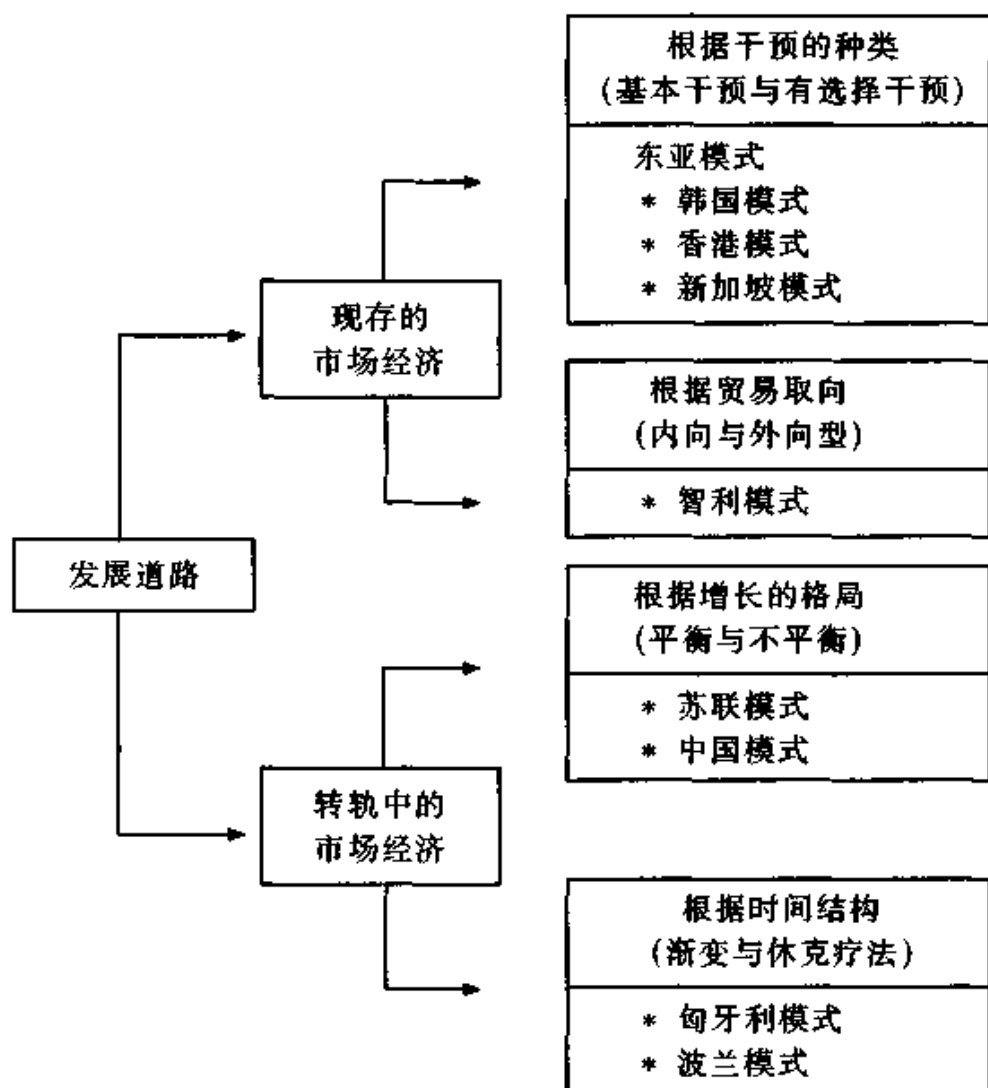 根据干预的种类
(基本干预与有选择干预)
东亚模式
* 韩国模式
* 香港模式
* 新加坡模式
现存的
市场经济
根据贸易取向
(内向与外向型)
* 智利模式
发展道路
根据增长的格局
(平衡与不平衡)
* 苏联模式
* 中国模式
转轨中的
市场经济
根据时间结构
(渐变与休克疗法)
* 匈牙利模式
* 波兰模式